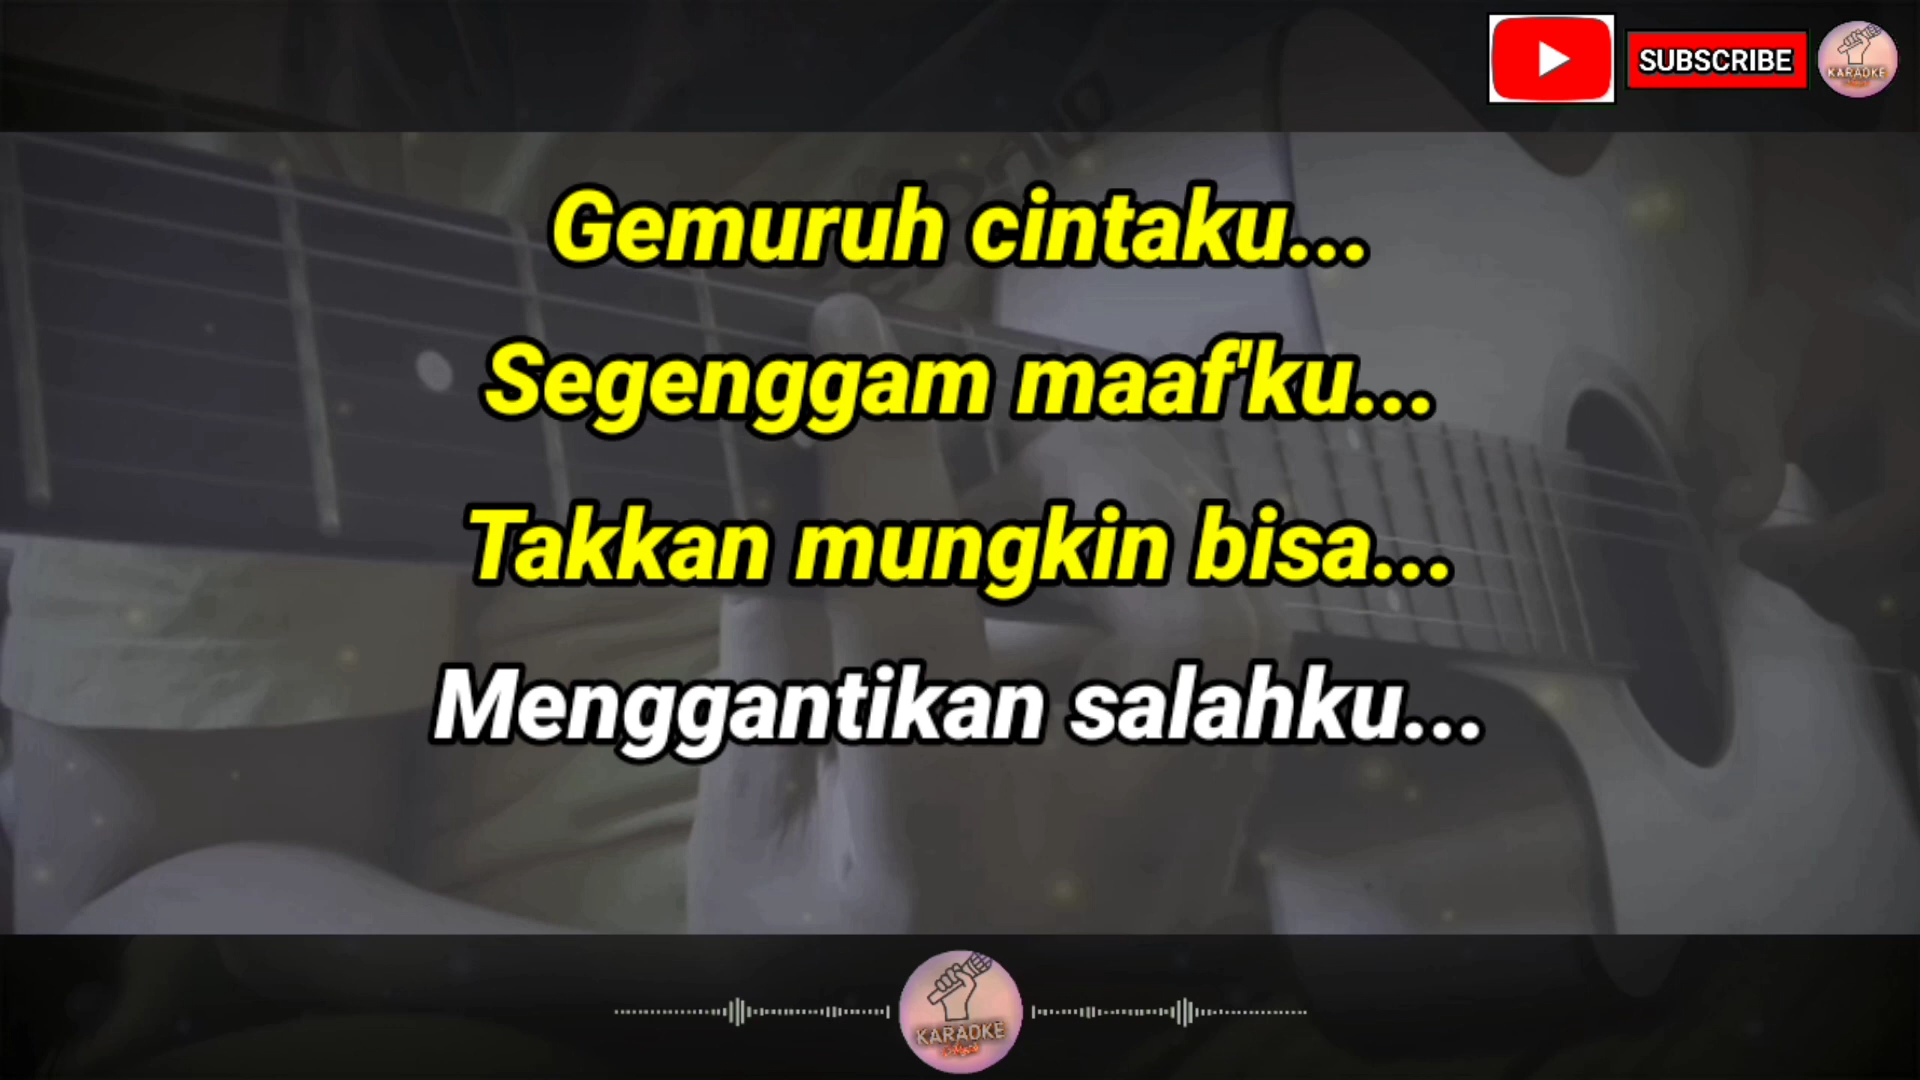 SUBSCRIBE
KARAOKE
Gemuruh cintaku...
Segenggam maaf'ku...
Takkan mungkin bisa...
Menggantikan salahku...
KARAOKE